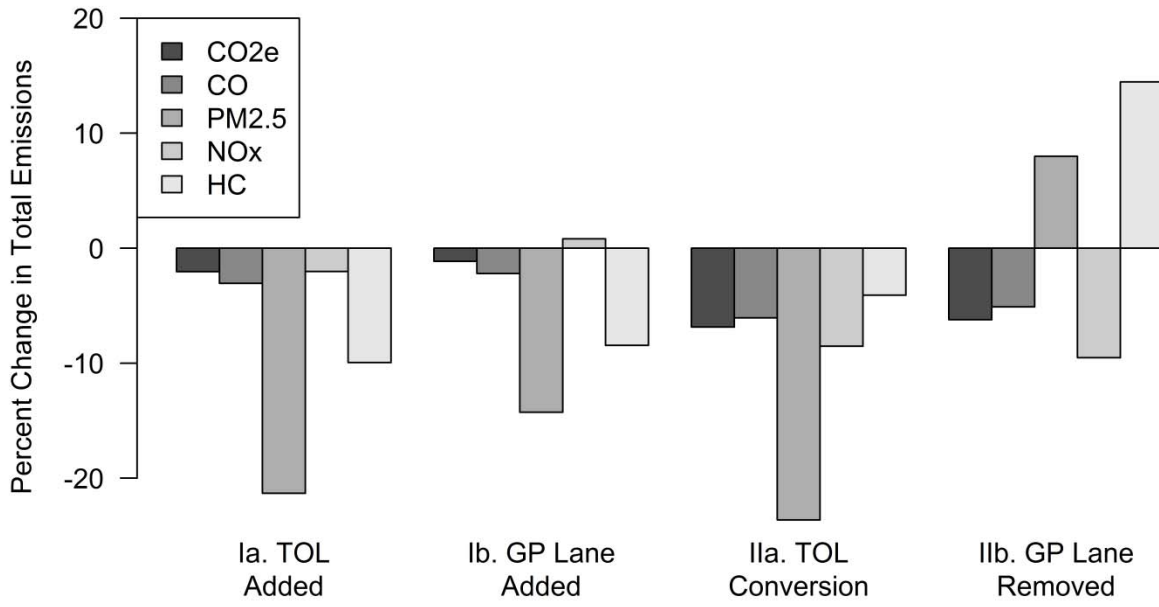 Percent Change in Total Emissions
20
10
0
-10
-20
CO2e
CO
PM2.5
NOx
HC
Ia. TOL
Added
Ib. GP Lane
Added
IIa. TOL
Conversion
IIb. GP Lane
Removed